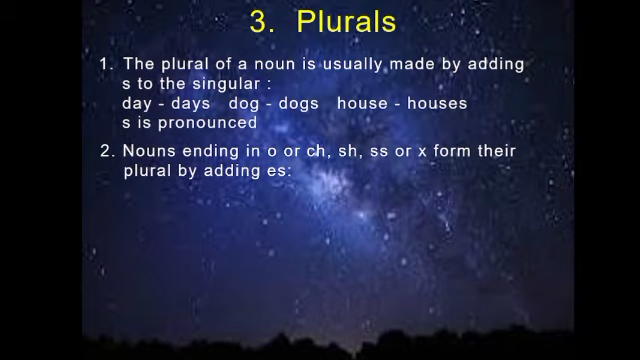 3. Plurals
1. The plural of a noun is usually made by adding
s to the singular :
day - days dog - dogs house - houses
s is pronounced
2. Nouns ending in o or ch, sh, ss or x form their
plural by adding es: